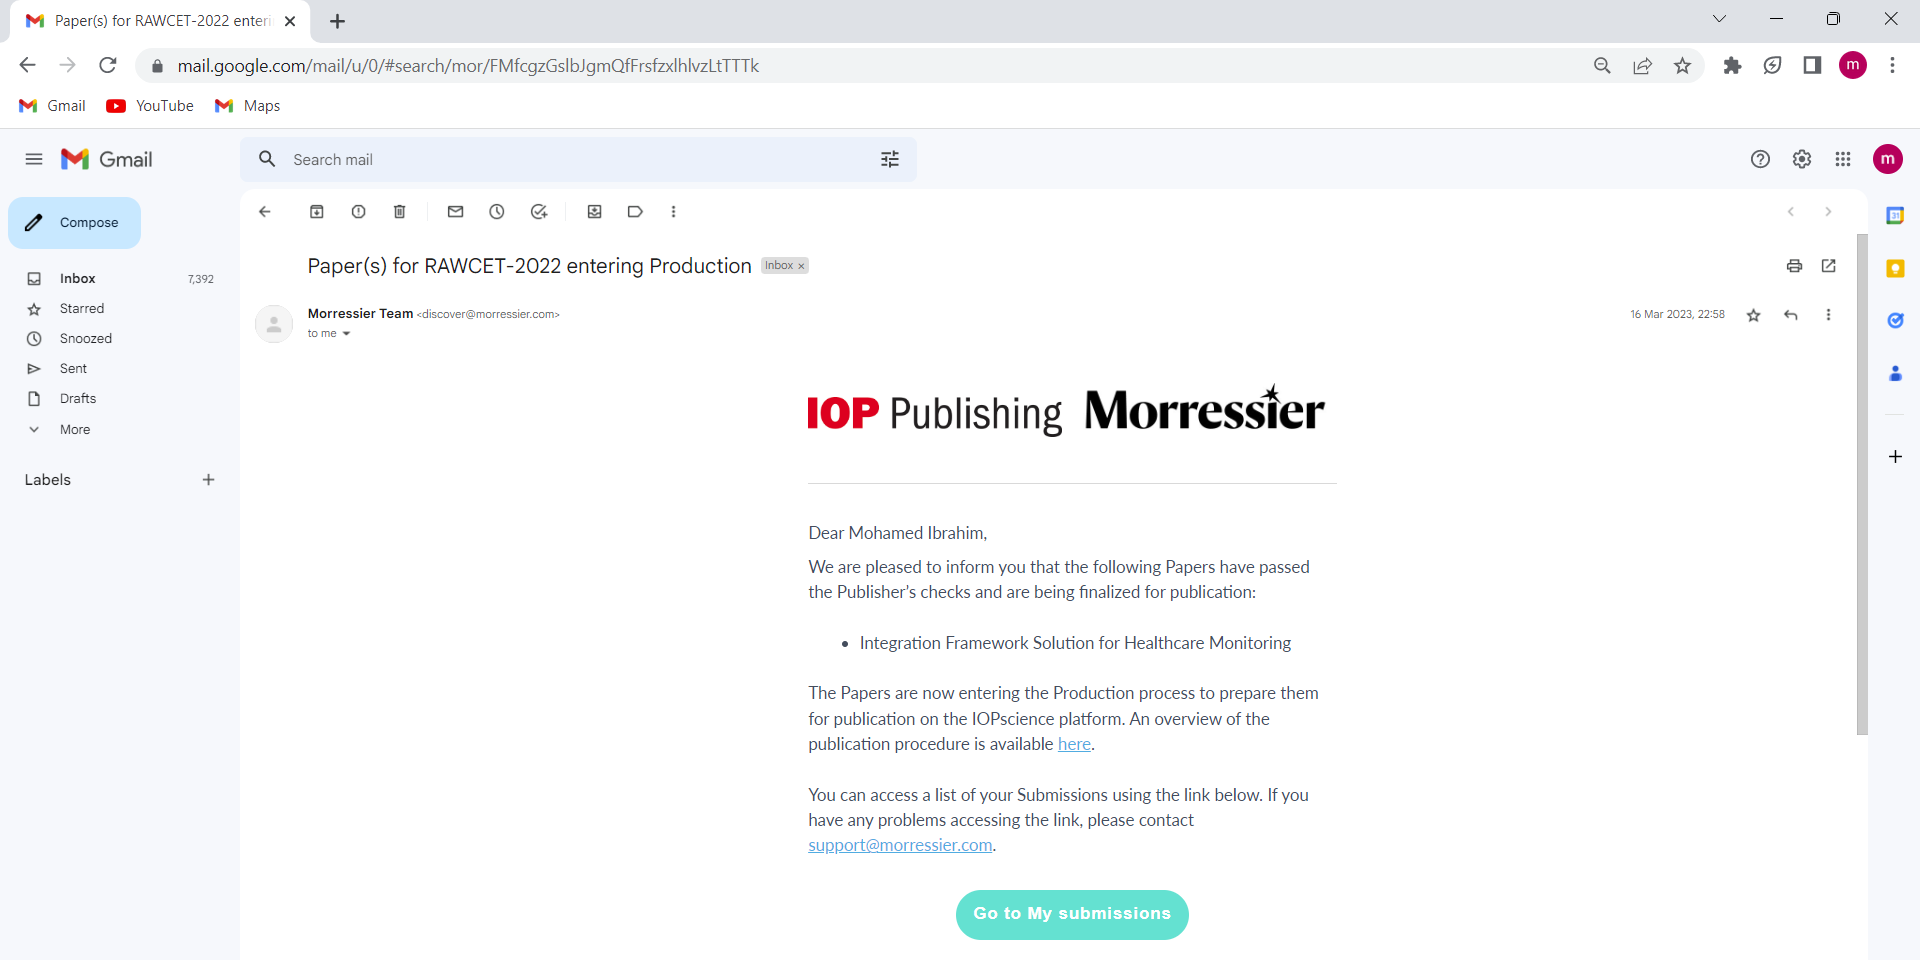 Paper(s) for RAWCET-2022 enteri
mail.google.com/mail/u/0/#search/mor/FMfcgzGslbJgmQfFrsfzxlhlvzLtTTTk
m
Gmail
YouTube
Maps
Gmail
Search mail
m
Compose
Inbox 7,392
Starred
Snoozed
Sent
Drafts
More
Labels
31
Paper(s) for RAWCET-2022 entering Production Inbox x
Morressier Team <discover@morressier.com>
to me
16 Mar 2023, 22:58
IOP Publishing Morressier
Dear Mohamed Ibrahim,
We are pleased to inform you that the following Papers have passed
the Publisher's checks and are being finalized for publication:
• Integration Framework Solution for Healthcare Monitoring
The Papers are now entering the Production process to prepare them
for publication on the IOPscience platform. An overview of the
publication procedure is available here.
You can access a list of your Submissions using the link below. If you
have any problems accessing the link, please contact
support@morressier.com.
Go to My submissions